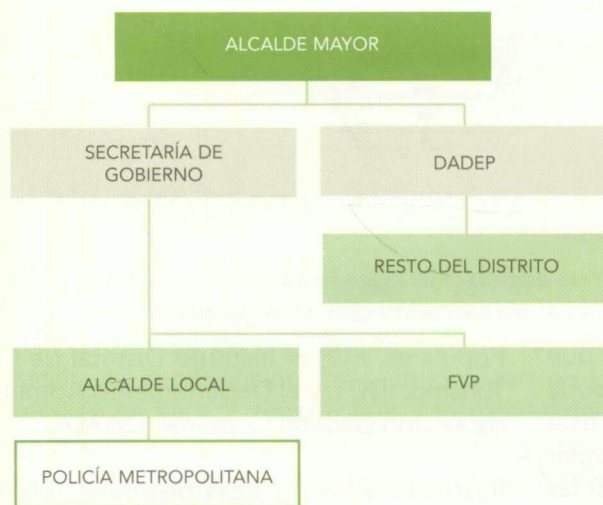 ALCALDE MAYOR
SECRETARÍA DE
GOBIERNO
DADEP
RESTO DEL DISTRITO
ALCALDE LOCAL
FVP
POLICÍA METROPOLITANA